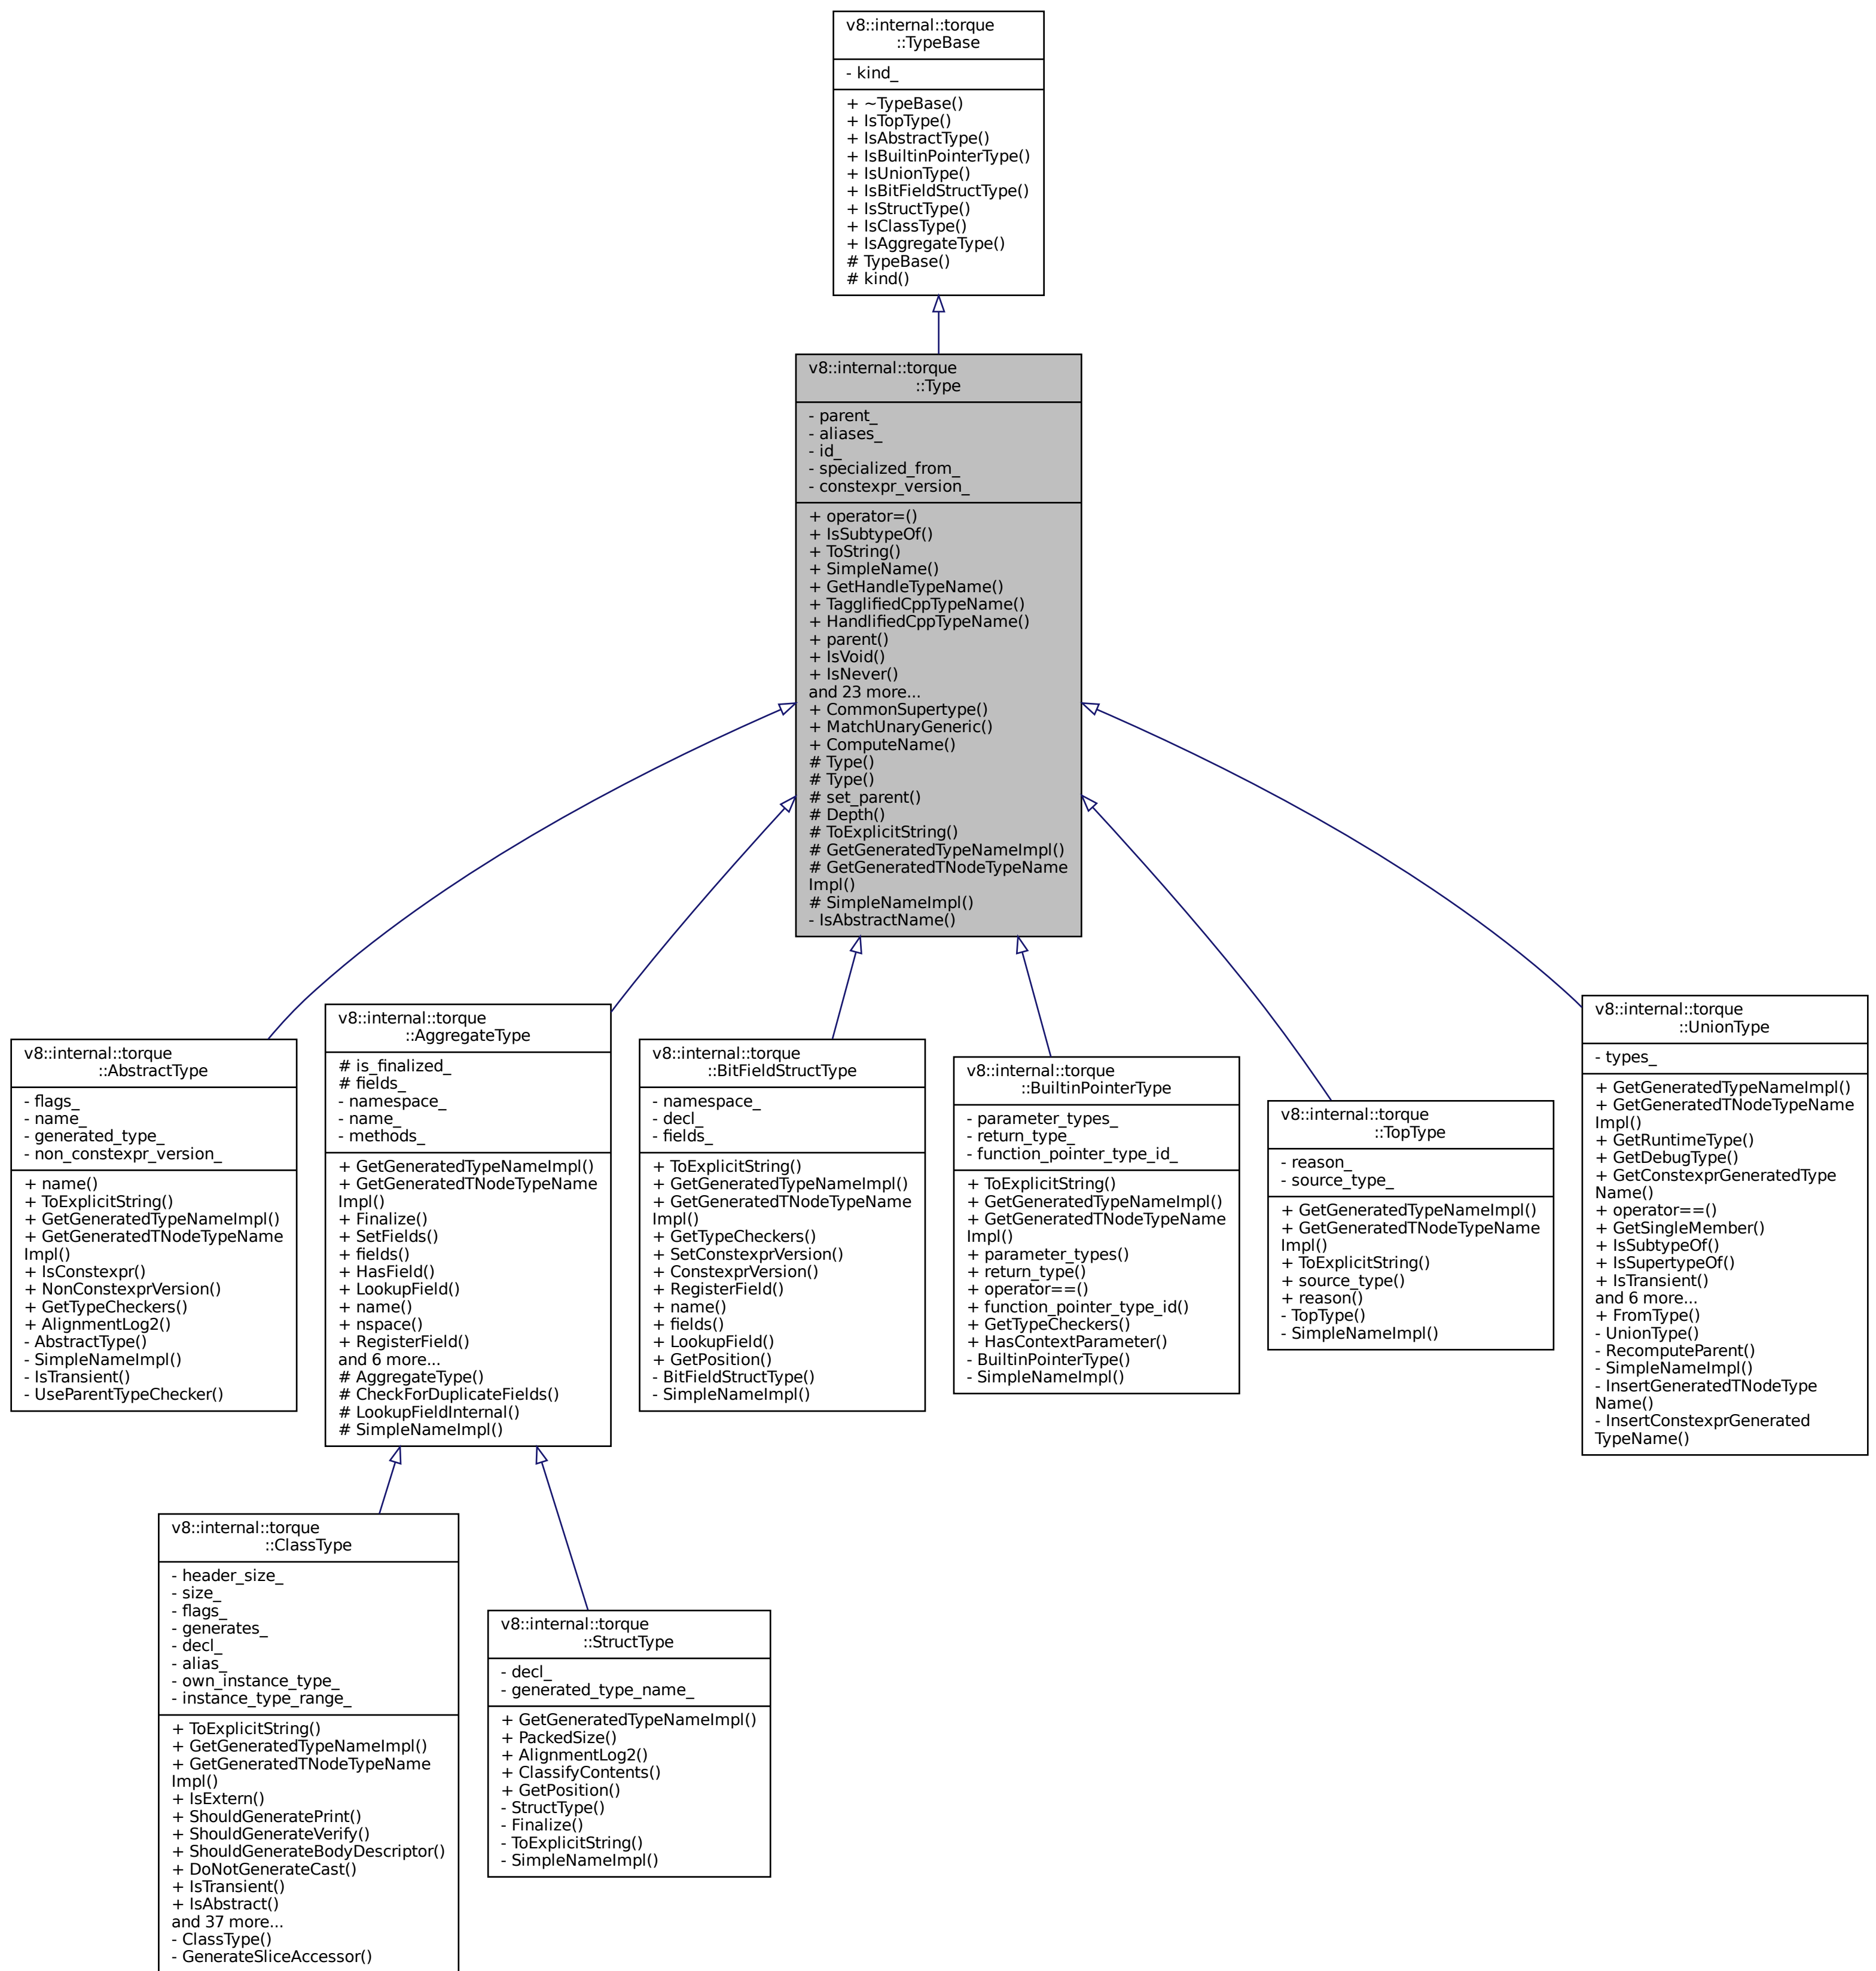 v8::internal::torque
::TypeBase
- kind_
+ ~TypeBase()
+ IsTopType()
+ IsAbstractType()
+ IsBuiltinPointerType()
+ IsUnionType()
+ IsBitFieldStructType()
+ IsStructType()
+ IsClassType()
+ IsAggregateType()
# TypeBase()
# kind()
v8::internal::torque
::Type
- parent_
- aliases_
- id_
- specialized_from_
- constexpr_version_
+ operator=()
+ IsSubtypeOf()
+ ToString()
+ SimpleName()
+ GetHandleTypeName()
+ TagglifiedCppTypeName()
+ HandlifiedCppTypeName()
+ parent()
+ IsVoid()
+ IsNever()
and 23 more...
+ CommonSupertype()
+ MatchUnaryGeneric()
+ ComputeName()
# Type()
# Type()
# set_parent()
# Depth()
# ToExplicitString()
# GetGeneratedTypeNameImpl()
# GetGeneratedTNodeTypeName
Impl()
# SimpleNameImpl()
- IsAbstractName()
v8::internal::torque
::AbstractType
- flags_
- name_
- generated_type_
- non_constexpr_version_
+ name()
+ ToExplicitString()
+ GetGeneratedTypeNameImpl()
+ GetGeneratedTNodeTypeName
Impl()
+ IsConstexpr()
+ NonConstexprVersion()
+ GetTypeCheckers()
+ AlignmentLog2()
- AbstractType()
- SimpleNameImpl()
- IsTransient()
- UseParentTypeChecker()
v8::internal::torque
::AggregateType
# is_finalized_
# fields_
- namespace_
- name_
- methods_
+ GetGeneratedTypeNameImpl()
+ GetGeneratedTNodeTypeName
Impl()
+ Finalize()
+ SetFields()
+ fields()
+ HasField()
+ LookupField()
+ name()
+ nspace()
+ RegisterField()
and 6 more...
# AggregateType()
# CheckForDuplicateFields()
# LookupFieldInternal()
# SimpleNameImpl()
v8::internal::torque
::BitFieldStructType
- namespace_
- decl_
- fields_
+ ToExplicitString()
+ GetGeneratedTypeNameImpl()
+ GetGeneratedTNodeTypeName
Impl()
+ GetTypeCheckers()
+ SetConstexprVersion()
+ ConstexprVersion()
+ RegisterField()
+ name()
+ fields()
+ LookupField()
+ GetPosition()
- BitFieldStructType()
- SimpleNameImpl()
v8::internal::torque
::BuiltinPointerType
- parameter_types_
- return_type_
- function_pointer_type_id_
+ ToExplicitString()
+ GetGeneratedTypeNameImpl()
+ GetGeneratedTNodeTypeName
Impl()
+ parameter_types()
+ return_type()
+ operator==()
+ function_pointer_type_id()
+ GetTypeCheckers()
+ HasContextParameter()
- BuiltinPointerType()
- SimpleNameImpl()
v8::internal::torque
::TopType
- reason_
- source_type_
+ GetGeneratedTypeNameImpl()
+ GetGeneratedTNodeTypeName
Impl()
+ ToExplicitString()
+ source_type()
+ reason()
- TopType()
- SimpleNameImpl()
v8::internal::torque
::UnionType
- types_
+ GetGeneratedTypeNameImpl()
+ GetGeneratedTNodeTypeName
Impl()
+ GetRuntimeType()
+ GetDebugType()
+ GetConstexprGeneratedType
Name()
+ operator==()
+ GetSingleMember()
+ IsSubtypeOf()
+ IsSupertypeOf()
+ IsTransient()
and 6 more...
+ FromType()
- UnionType()
- RecomputeParent()
- SimpleNameImpl()
- InsertGeneratedTNodeType
Name()
- InsertConstexprGenerated
TypeName()
v8::internal::torque
::ClassType
- header_size_
- size_
- flags_
- generates_
- decl_
- alias_
- own_instance_type_
- instance_type_range_
+ ToExplicitString()
+ GetGeneratedTypeNameImpl()
+ GetGeneratedTNodeTypeName
Impl()
+ IsExtern()
+ ShouldGeneratePrint()
+ ShouldGenerateVerify()
+ ShouldGenerateBodyDescriptor()
+ DoNotGenerateCast()
+ IsTransient()
+ IsAbstract()
and 37 more...
- ClassType()
- GenerateSliceAccessor()
v8::internal::torque
::StructType
- decl_
- generated_type_name_
+ GetGeneratedTypeNameImpl()
+ PackedSize()
+ AlignmentLog2()
+ ClassifyContents()
+ GetPosition()
- StructType()
- Finalize()
- ToExplicitString()
- SimpleNameImpl()